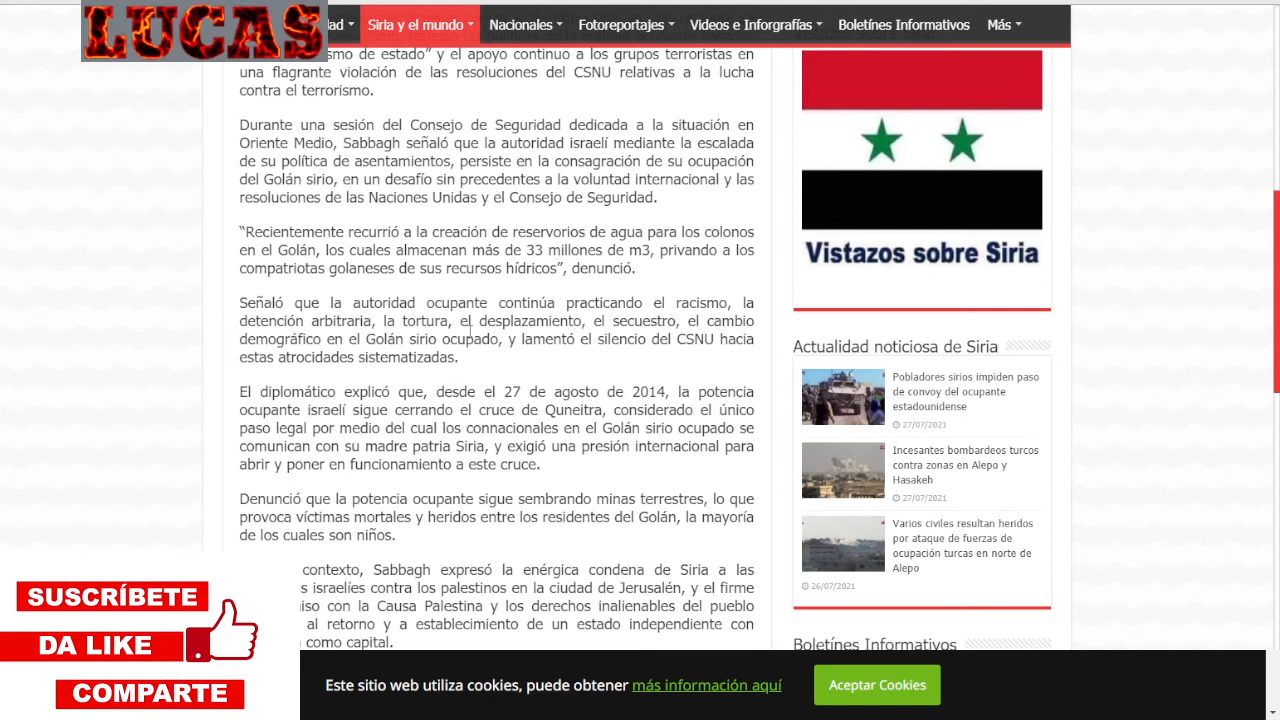 LUCAS
dad
Siria y el mundo
Nacionales
Fotoreportajes
Videos e Inforgrafías
Boletínes Informativos
Más
ismo de estado” y el apoyo continuo a los grupos terroristas en
una flagrante violación de las resoluciones del CSNU relativas a la lucha
contra el terrorismo.
Durante una sesión del Consejo de Seguridad dedicada a la situación en
Oriente Medio, Sabbagh señaló que la autoridad israelí mediante la escalada
de su política de asentamientos, persiste en la consagración de su ocupación
del Golán sirio, en un desafío sin precedentes a la voluntad internacional y las
resoluciones de las Naciones Unidas y el Consejo de Seguridad.
“Recientemente recurrió a la creación de reservorios de agua para los colonos
en el Golán, los cuales almacenan más de 33 millones de m3, privando a los
compatriotas golaneses de sus recursos hídricos”, denunció.
Señaló que la autoridad ocupante continúa practicando el racismo, la
detención arbitraria, la tortura, el desplazamiento, el secuestro, el cambio
demográfico en el Golán sirio ocupado, y lamentó el silencio del CSNU hacia
estas atrocidades sistematizadas.
El diplomático explicó que, desde el 27 de agosto de 2014, la potencia
ocupante israelí sigue cerrando el cruce de Quneitra, considerado el único
paso legal por medio del cual los connacionales en el Golán sirio ocupado se
comunican con su madre patria Siria, y exigió una presión internacional para
abrir y poner en funcionamiento a este cruce.
Denunció que la potencia ocupante sigue sembrando minas terrestres, lo que
provoca víctimas mortales y heridos entre los residentes del Golán, la mayoría
de los cuales son niños.
contexto, Sabbagh expresó la enérgica condena de Siria a las
s israelíes contra los palestinos en la ciudad de Jerusalén, y el firme
iso con la Causa Palestina y los derechos inalienables del pueblo
al retorno y a establecimiento de un estado independiente con
como capital.
Vistazos sobre Siria
Actualidad noticiosa de Siria
Pobladores sirios impiden paso
de convoy del ocupante
estadounidense
27/07/2021
Incesantes bombardeos turcos
contra zonas en Alepo y
Hasakeh
27/07/2021
Varios civiles resultan heridos
por ataque de fuerzas de
ocupación turcas en norte de
Alepo
26/07/2021
Boletínes Informativos
SUSCRÍBETE
DA LIKE
COMPARTE
Este sitio web utiliza cookies, puede obtener más información aquí
Aceptar Cookies